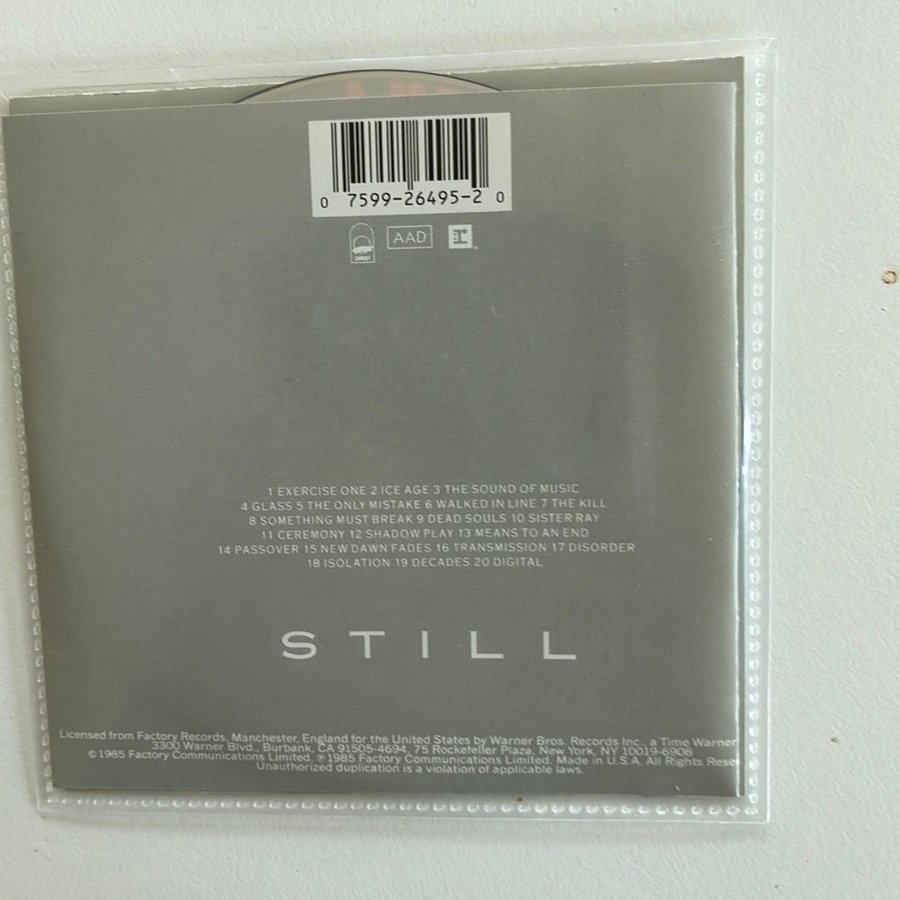 0 7599-26495-2 0
AAD
1 EXERCISE ONE 2 ICE AGE 3 THE SOUND OF MUSIC
4 GLASS 5 THE ONLY MISTAKE 6 WALKED IN LINE 7 THE KILL
8 SOMETHING MUST BREAK 9 DEAD SOULS 10 SISTER RAY
11 CEREMONY 12 SHADOW PLAY 13 MEANS TO AN END
14 PASSOVER 15 NEW DAWN FADES 16 TRANSMISSION 17 DISORDER
18 ISOLATION 19 DECADES 20 DIGITAL
STILL
Licensed from Factory Records, Manchester, England for the United States by Warner Bros. Records Inc., a Time Warner
3300 Warner Blvd., Burbank, CA 91505-4694, 75 Rockefeller Plaza, New York, NY 10019-6908
© 1985 Factory Communications Limited, ℗ 1985 Factory Communications Limited. Made in U.S.A. All Rights Rese
Unauthorized duplication is a violation of applicable laws.